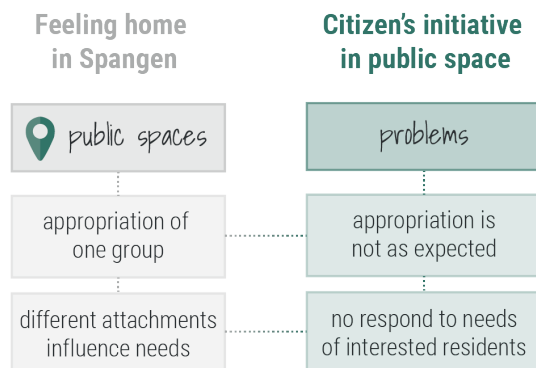 Feeling home
in Spangen
public spaces
appropriation of
one group
different attachments
influence needs
Citizen's initiative
in public space
problems
appropriation is
not as expected
no respond to needs
of interested residents